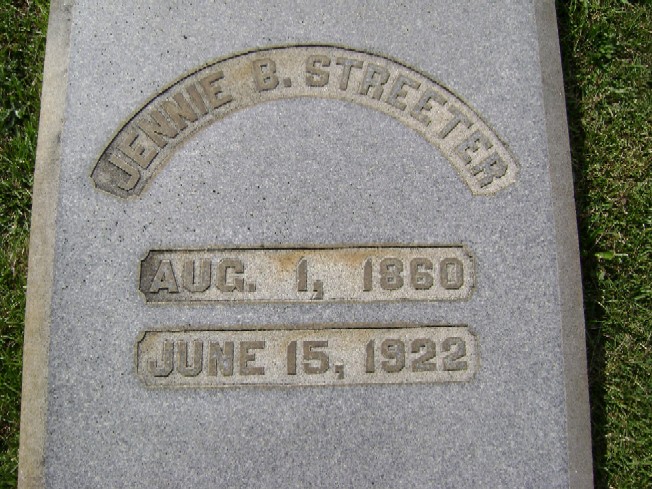 JENNIE B. STREETER
AUG. 1, 1860
JUNE 15, 1922